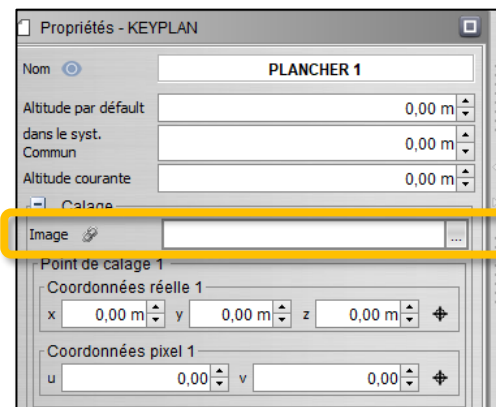 Propriétés - KEYPLAN
Nom PLANCHER 1
Altitude par défault 0,00 m
dans le syst.
Commun 0,00 m
Altitude courante 0,00 m
Calage
Image ...
Point de calage 1
Coordonnées réelle 1
x 0,00 m y 0,00 m z 0,00 m
Coordonnées pixel 1
u 0,00 v 0,00